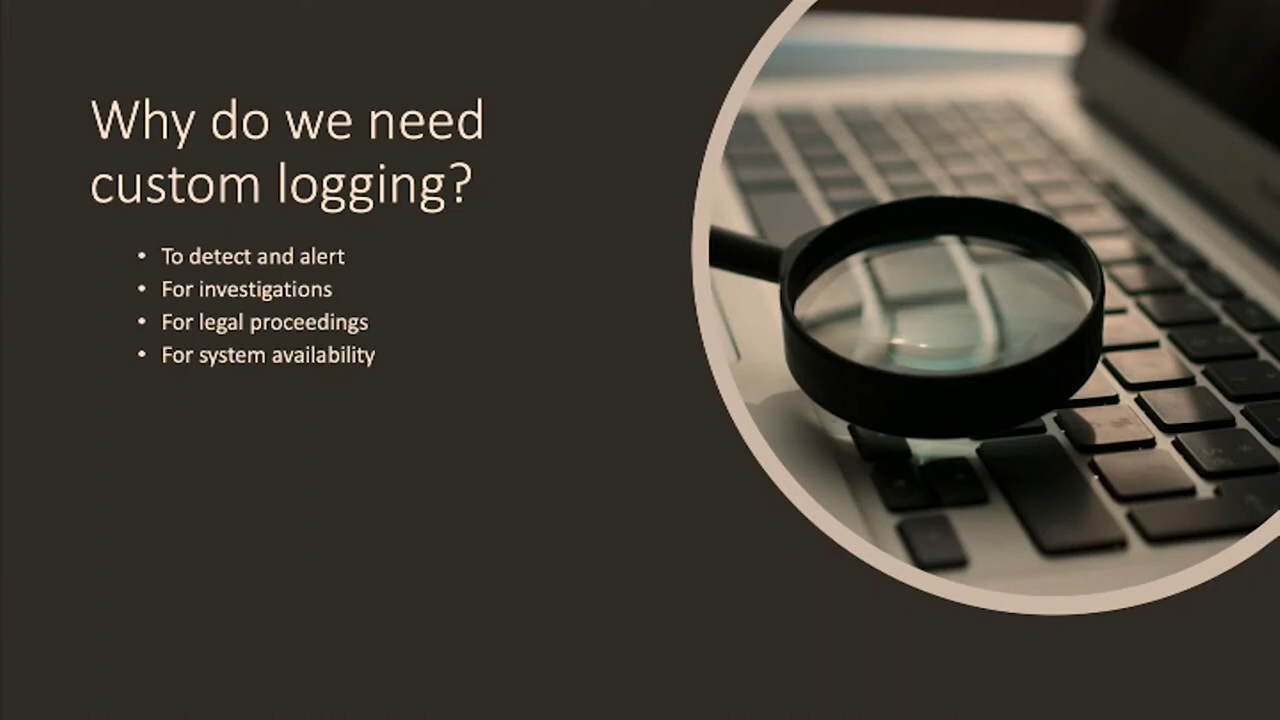 Why do we need
custom logging?
• To detect and alert
• For investigations
• For legal proceedings
• For system availability